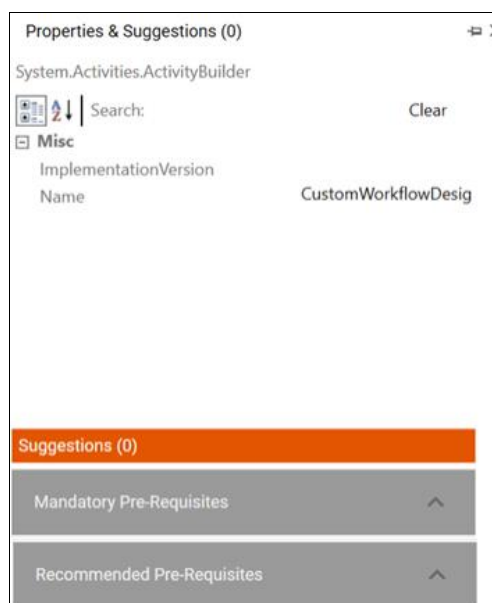 Properties & Suggestions (0)
System.Activities.ActivityBuilder
Search: Clear
Misc
ImplementationVersion
Name CustomWorkflowDesig
Suggestions (0)
Mandatory Pre-Requisites
Recommended Pre-Requisites